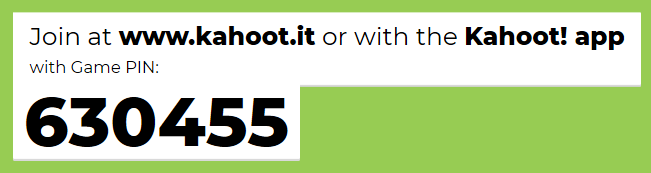 Join at www.kahoot.it or with the Kahoot! app
with Game PIN:
630455